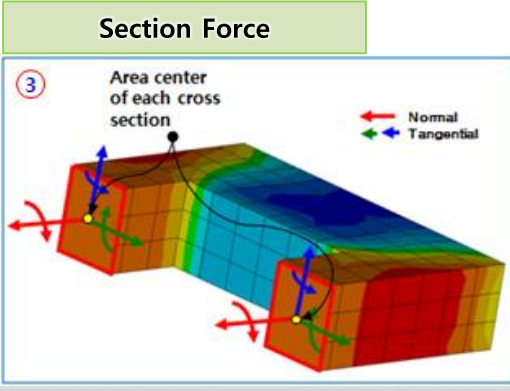 Section Force
③
Area center
of each cross
section
Normal
Tangential